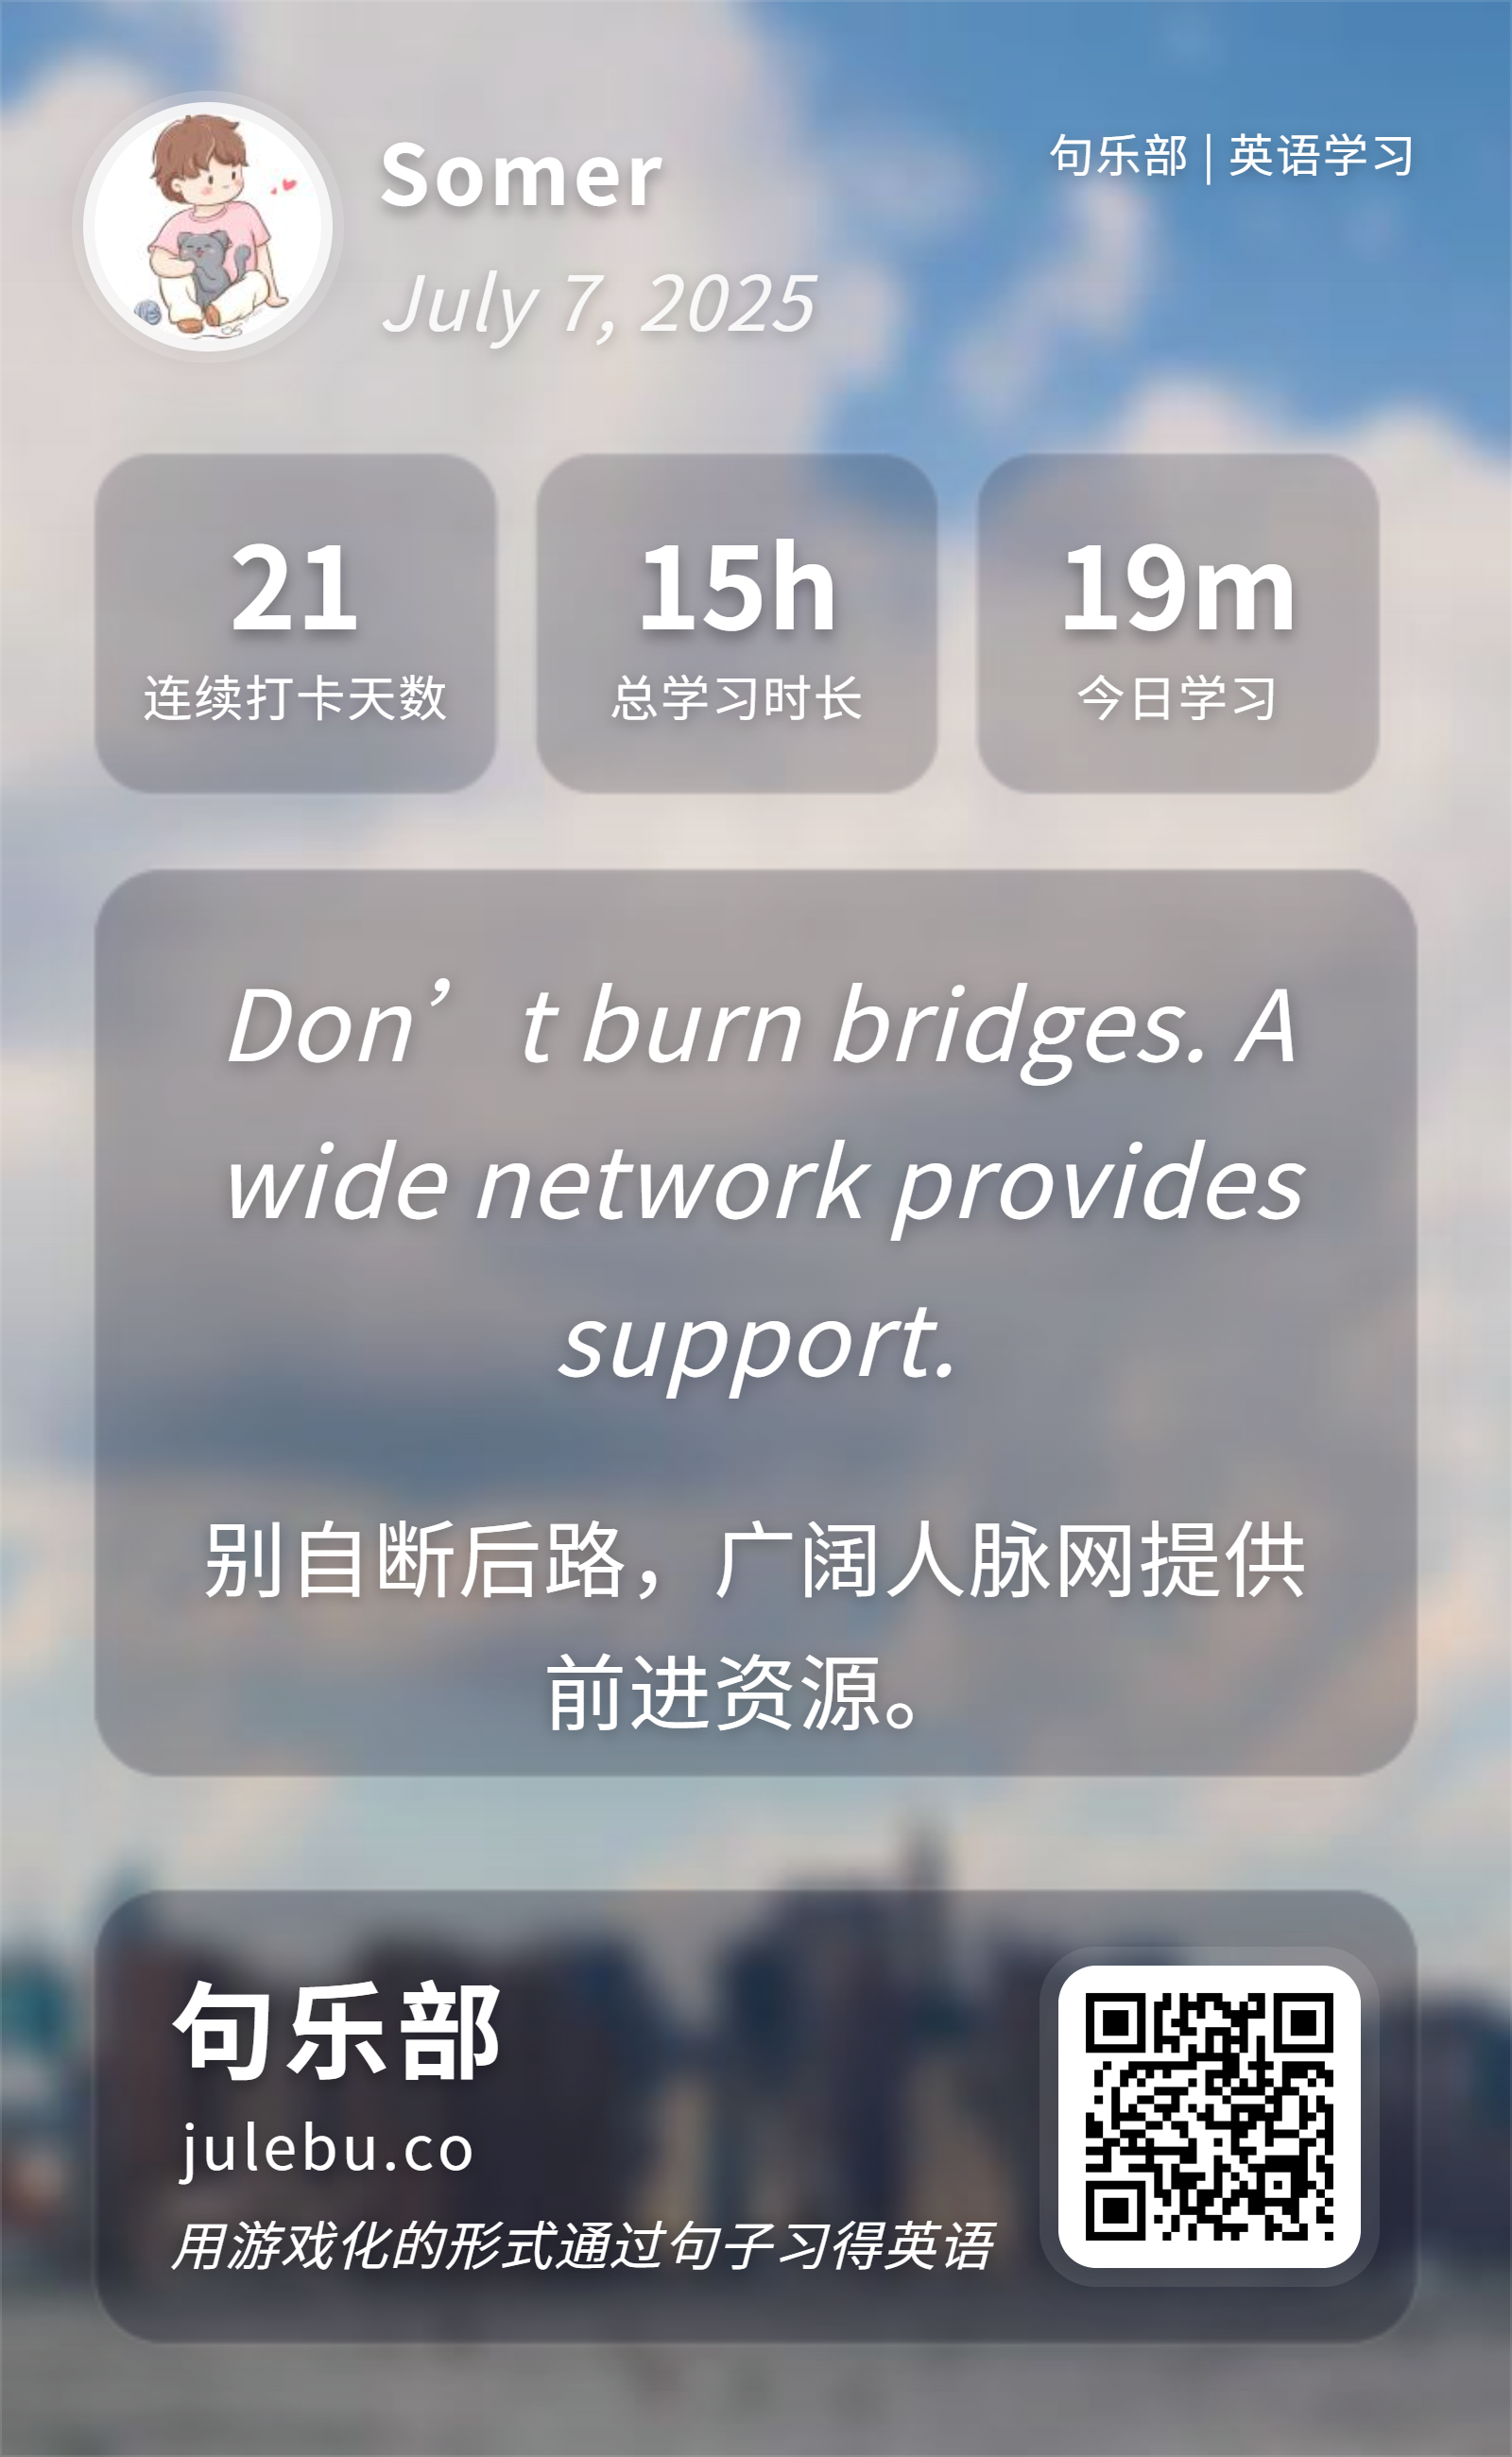 Somer
句乐部 | 英语学习
July 7, 2025
21
连续打卡天数
15h
总学习时长
19m
今日学习
Don’t burn bridges. A
wide network provides
support.
别自断后路，广阔人脉网提供
前进资源。
句乐部
julebu.co
用游戏化的形式通过句子习得英语